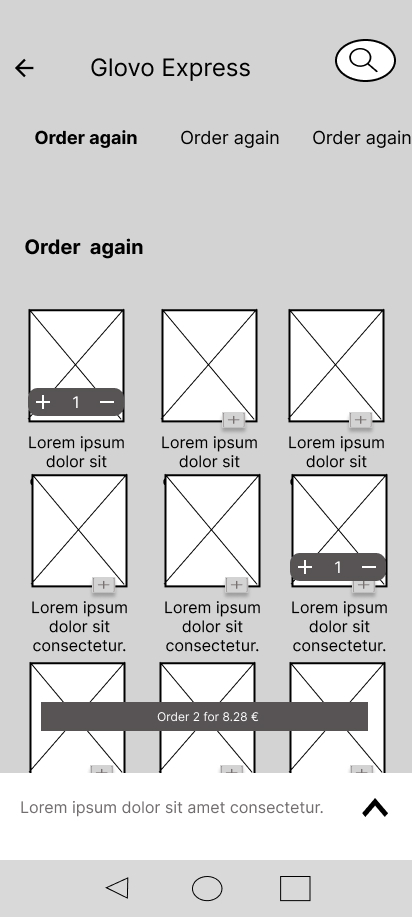 Glovo Express
Order again Order again Order again
Order again
1
Lorem ipsum
dolor sit
Lorem ipsum
dolor sit
Lorem ipsum
dolor sit
1
Lorem ipsum
dolor sit
consectetur.
Lorem ipsum
dolor sit
consectetur.
Lorem ipsum
dolor sit
consectetur.
Order 2 for 8.28 €
Lorem ipsum dolor sit amet consectetur.